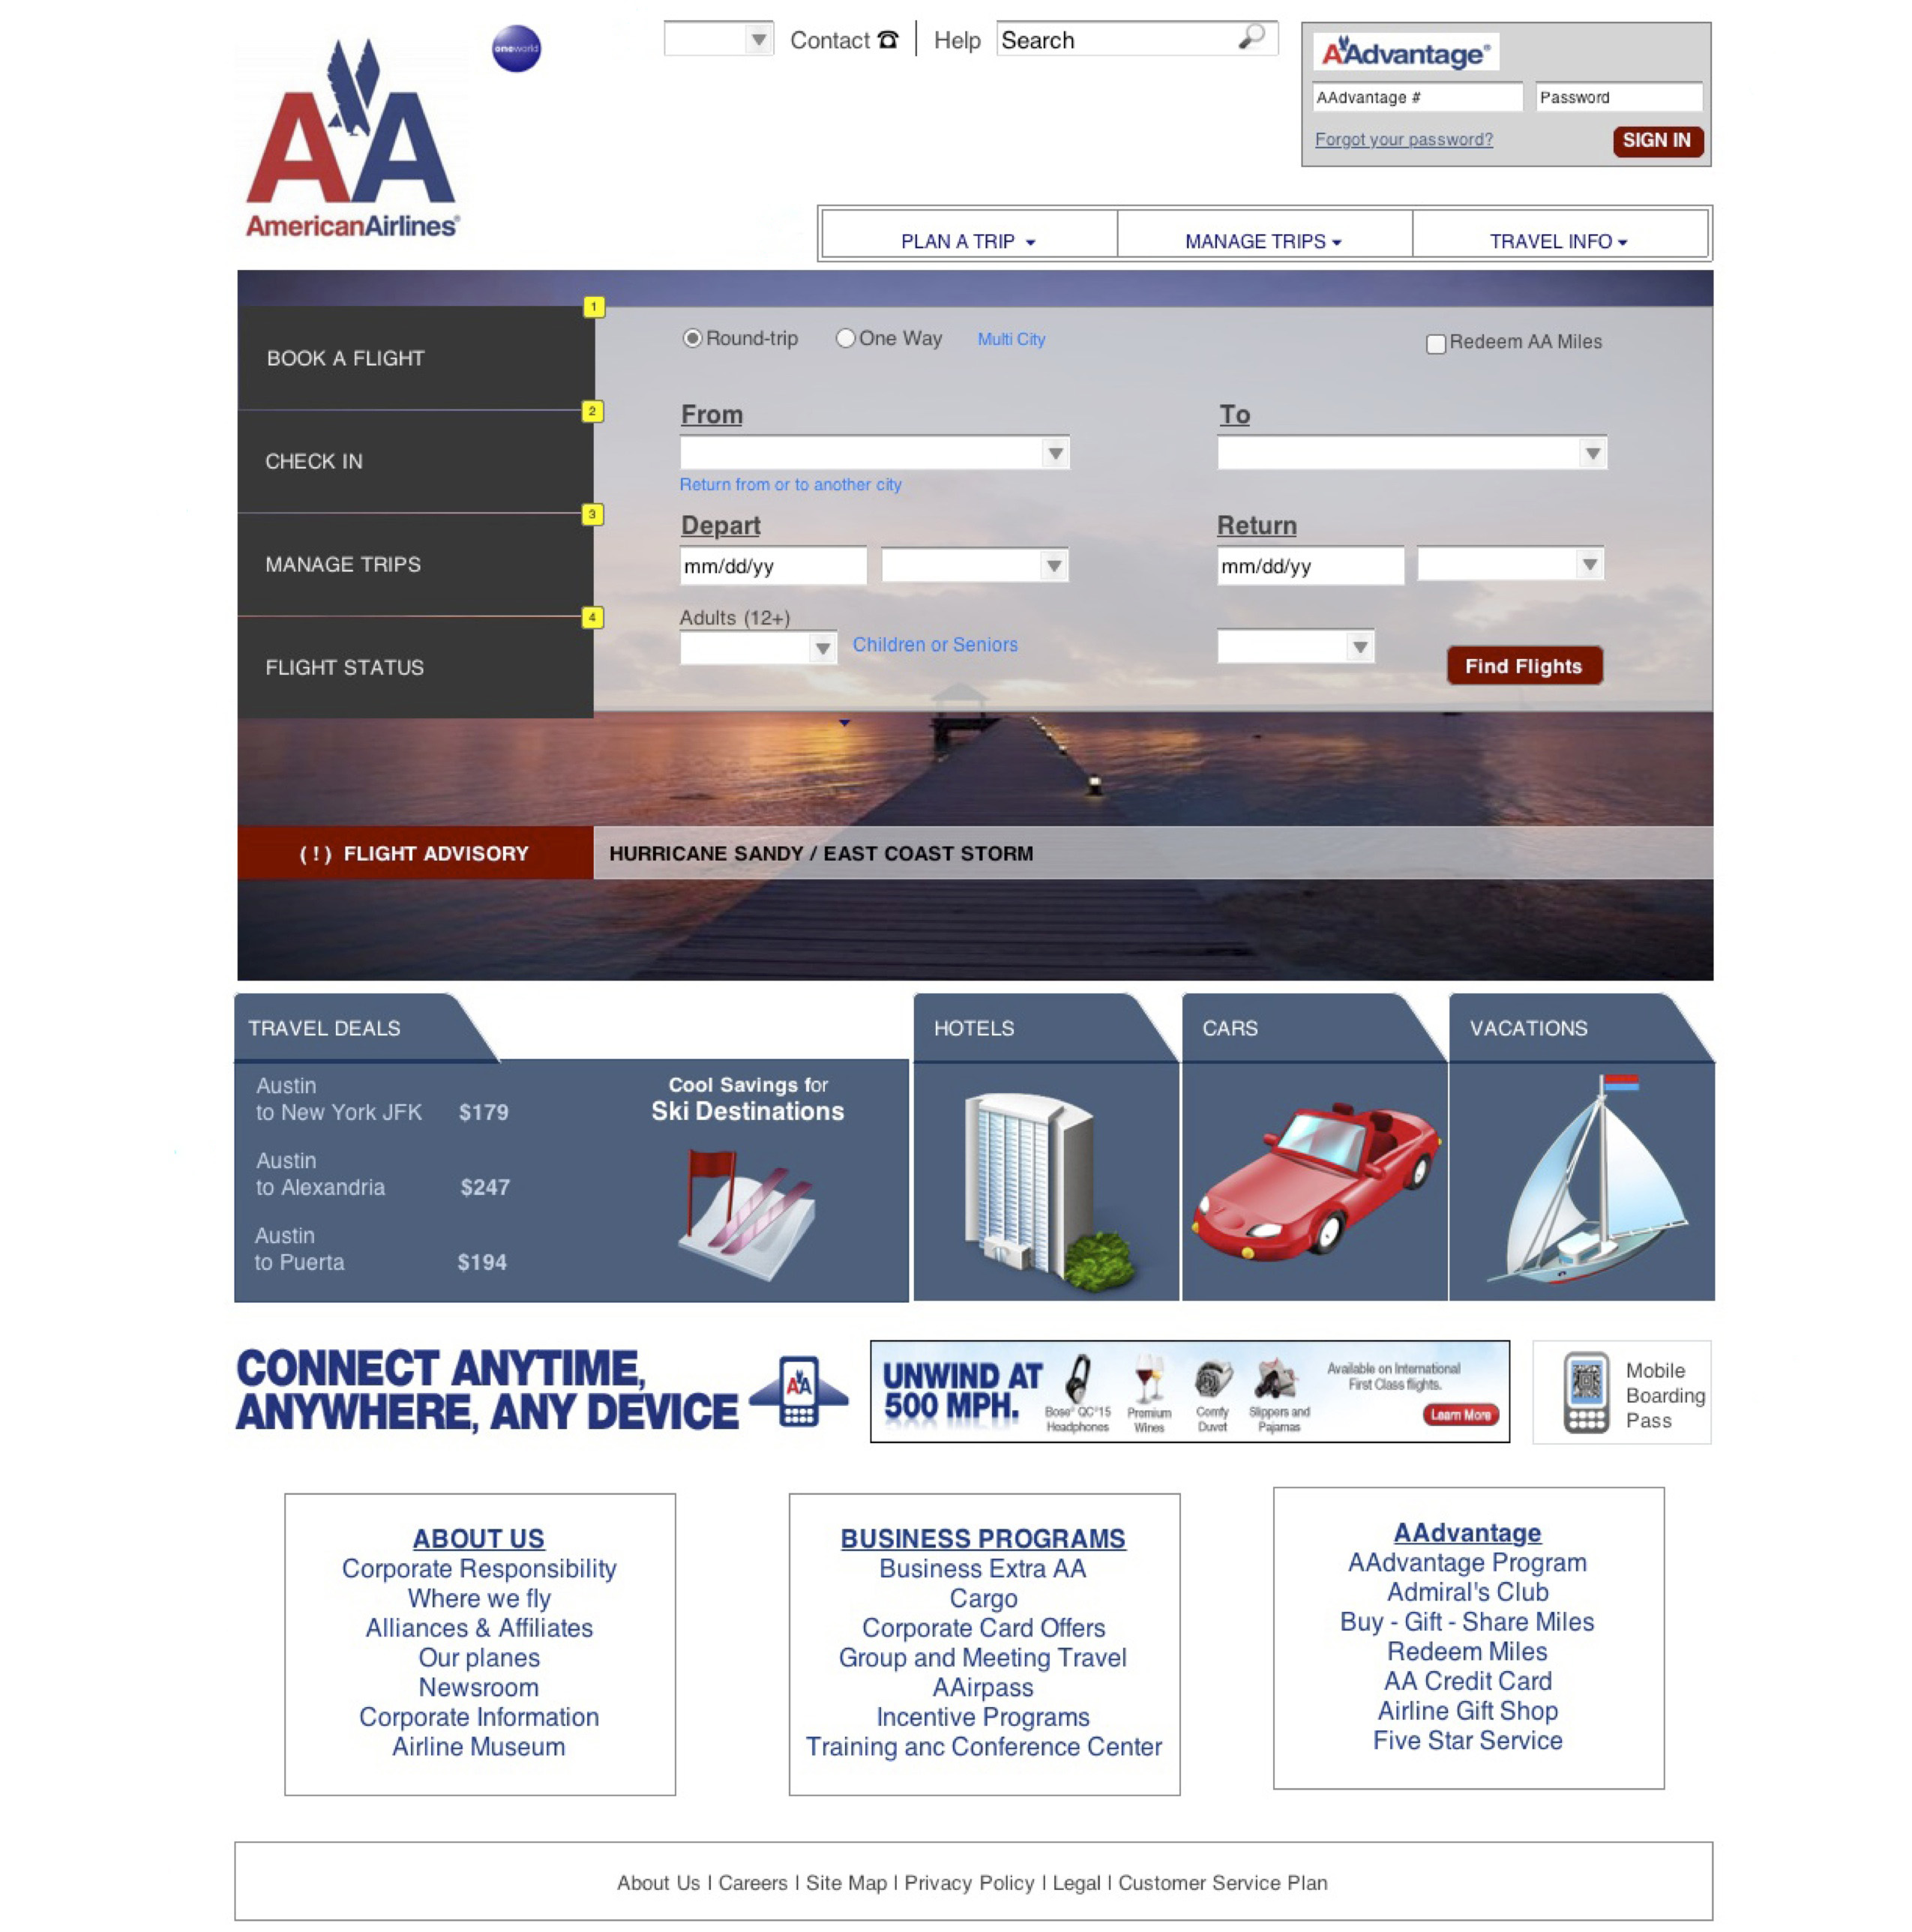 oneworld
Contact
Help
Search
AAdvantage®
AAdvantage #
Password
Forgot your password?
SIGN IN
AA
AmericanAirlines®
PLAN A TRIP
MANAGE TRIPS
TRAVEL INFO
1
BOOK A FLIGHT
2
CHECK IN
3
MANAGE TRIPS
4
FLIGHT STATUS
Round-trip
One Way
Multi City
Redeem AA Miles
From
To
Return from or to another city
Depart
Return
mm/dd/yy
mm/dd/yy
Adults (12+)
Children or Seniors
Find Flights
(!) FLIGHT ADVISORY
HURRICANE SANDY / EAST COAST STORM
TRAVEL DEALS
Austin
to New York JFK $179
Austin
to Alexandria $247
Austin
to Puerta $194
Cool Savings for
Ski Destinations
HOTELS
CARS
VACATIONS
CONNECT ANYTIME,
ANYWHERE, ANY DEVICE
AA
UNWIND AT
500 MPH.
Bose® QC®15
Headphones
Premium
Wines
Comfy
Duvet
Slippers and
Pajamas
Available on International
First Class flights.
Learn More
Mobile
Boarding
Pass
ABOUT US
Corporate Responsibility
Where we fly
Alliances & Affiliates
Our planes
Newsroom
Corporate Information
Airline Museum
BUSINESS PROGRAMS
Business Extra AA
Cargo
Corporate Card Offers
Group and Meeting Travel
AAirpass
Incentive Programs
Training anc Conference Center
AAdvantage
AAdvantage Program
Admiral's Club
Buy - Gift - Share Miles
Redeem Miles
AA Credit Card
Airline Gift Shop
Five Star Service
About Us | Careers | Site Map | Privacy Policy | Legal | Customer Service Plan